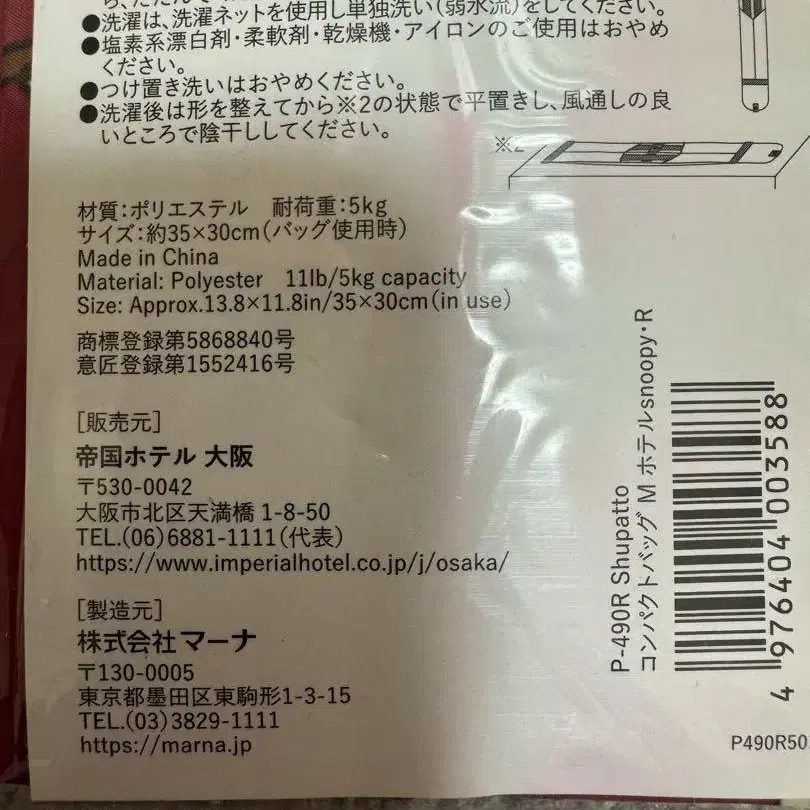 ●洗濯は、洗濯ネットを使用し単独洗い(弱水流)をしてください。
●塩素系漂白剤・柔軟剤・乾燥機・アイロンのご使用はおやめ
ください。
●つけ置き洗いはおやめください。
●洗濯後は形を整えてから※2の状態で平置きし、風通しの良
いところで陰干ししてください。
※2
材質:ポリエステル 耐荷重:5kg
サイズ:約35×30cm(バッグ使用時)
Made in China
Material: Polyester 11lb/5kg capacity
Size: Approx.13.8×11.8in/35×30cm(in use)
商標登録第5868840号
意匠登録第1552416号
[販売元]
帝国ホテル 大阪
〒530-0042
大阪市北区天満橋 1-8-50
TEL.(06)6881-1111(代表)
https://www.imperialhotel.co.jp/j/osaka/
[製造元]
株式会社マーナ
〒130-0005
東京都墨田区東駒形1-3-15
TEL.(03)3829-1111
https://marna.jp
P-490R Shupatto
コンパクトバッグ M ホテルsnoopy・R
4 976404 003588
P490R50